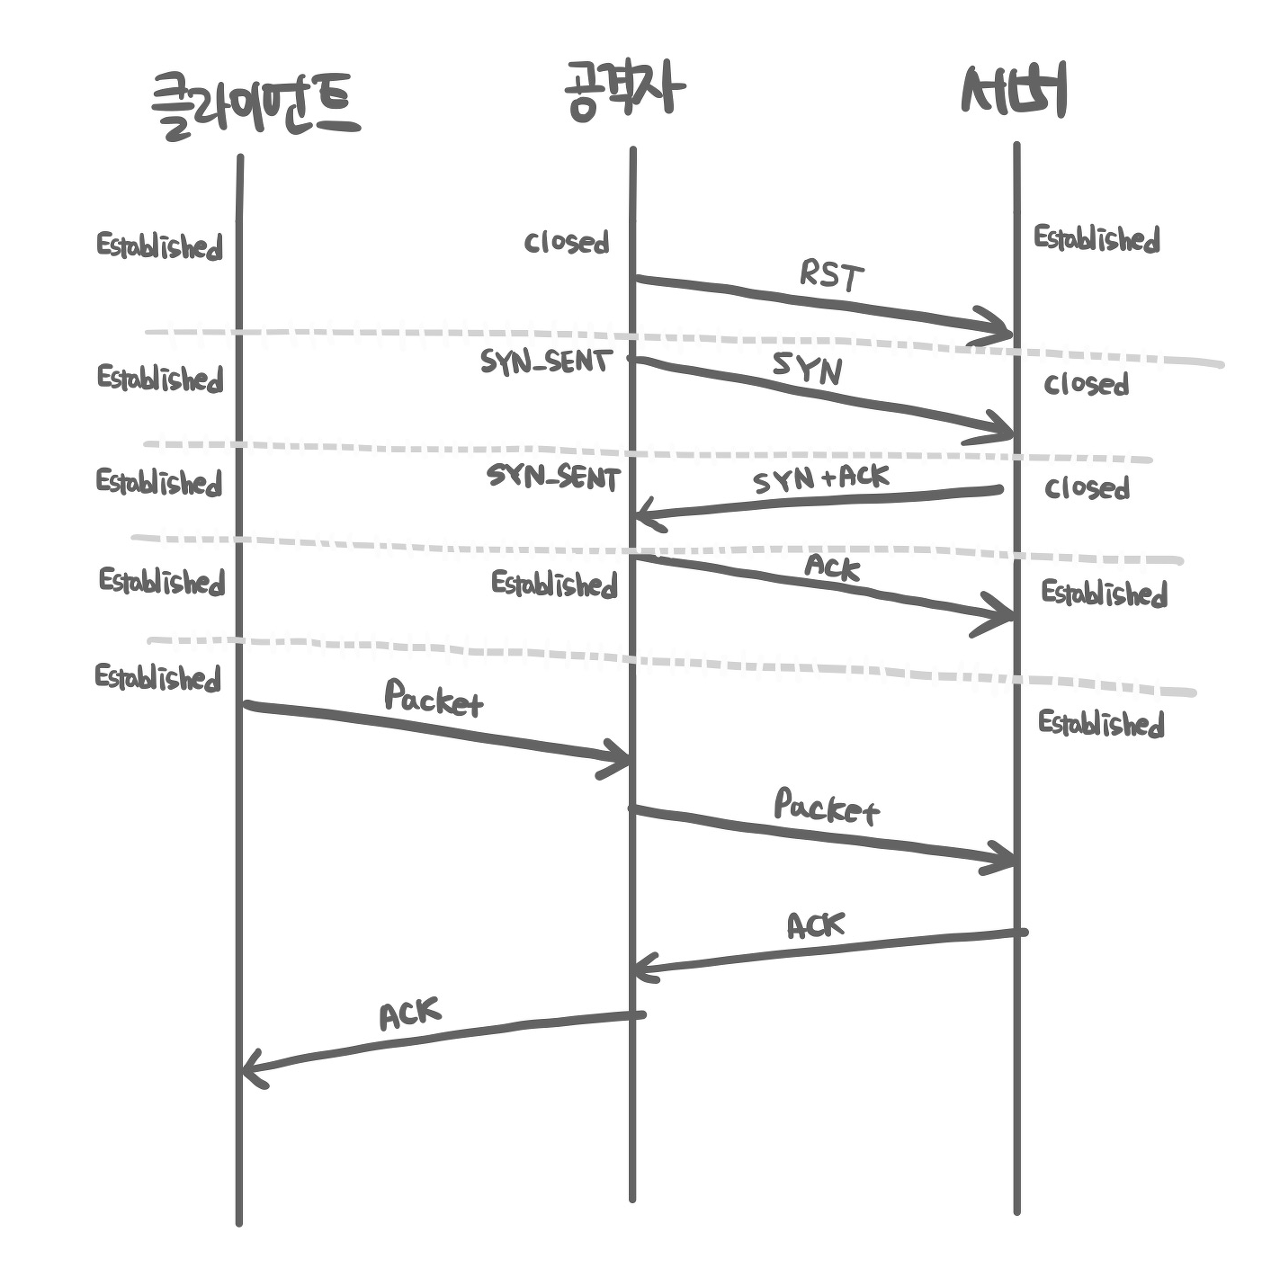 클라이언트 공격자 서버
Established closed Established
RST
Established SYN_SENT SYN closed
Established SYN_SENT SYN+ACK closed
Established Established Ack Established
Established
Packet
Established
Packet
ACK
ACK